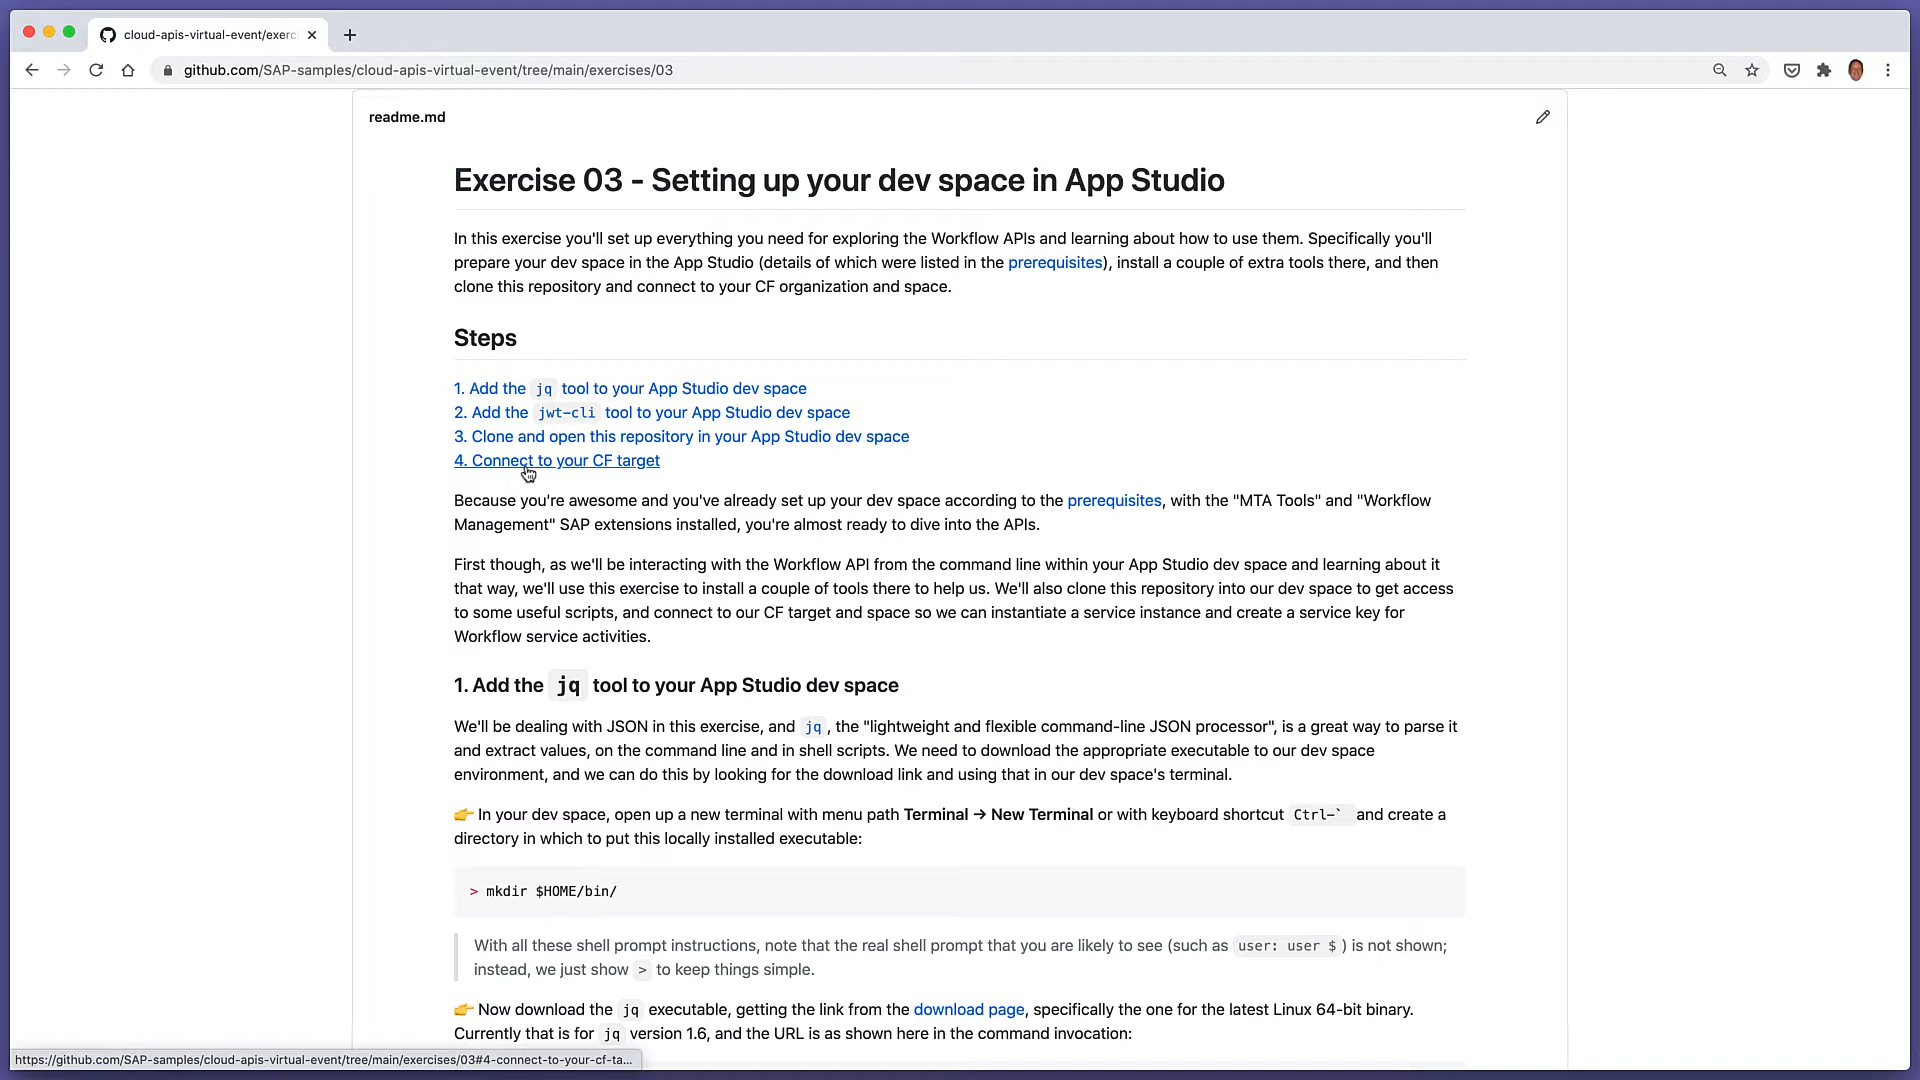 cloud-apis-virtual-event/exerc
github.com/SAP-samples/cloud-apis-virtual-event/tree/main/exercises/03
readme.md
Exercise 03 - Setting up your dev space in App Studio
In this exercise you'll set up everything you need for exploring the Workflow APIs and learning about how to use them. Specifically you'll
prepare your dev space in the App Studio (details of which were listed in the prerequisites), install a couple of extra tools there, and then
clone this repository and connect to your CF organization and space.
Steps
1. Add the jq tool to your App Studio dev space
2. Add the jwt-cli tool to your App Studio dev space
3. Clone and open this repository in your App Studio dev space
4. Connect to your CF target
Because you're awesome and you've already set up your dev space according to the prerequisites, with the "MTA Tools" and "Workflow
Management" SAP extensions installed, you're almost ready to dive into the APIs.
First though, as we'll be interacting with the Workflow API from the command line within your App Studio dev space and learning about it
that way, we'll use this exercise to install a couple of tools there to help us. We'll also clone this repository into our dev space to get access
to some useful scripts, and connect to our CF target and space so we can instantiate a service instance and create a service key for
Workflow service activities.
1. Add the jq tool to your App Studio dev space
We'll be dealing with JSON in this exercise, and jq, the "lightweight and flexible command-line JSON processor", is a great way to parse it
and extract values, on the command line and in shell scripts. We need to download the appropriate executable to our dev space
environment, and we can do this by looking for the download link and using that in our dev space's terminal.
👉 In your dev space, open up a new terminal with menu path Terminal → New Terminal or with keyboard shortcut Ctrl-` and create a
directory in which to put this locally installed executable:
> mkdir $HOME/bin/
With all these shell prompt instructions, note that the real shell prompt that you are likely to see (such as user: user $) is not shown;
instead, we just show > to keep things simple.
👉 Now download the jq executable, getting the link from the download page, specifically the one for the latest Linux 64-bit binary.
Currently that is for jq version 1.6, and the URL is as shown here in the command invocation:
https://github.com/SAP-samples/cloud-apis-virtual-event/tree/main/exercises/03#4-connect-to-your-cf-ta...